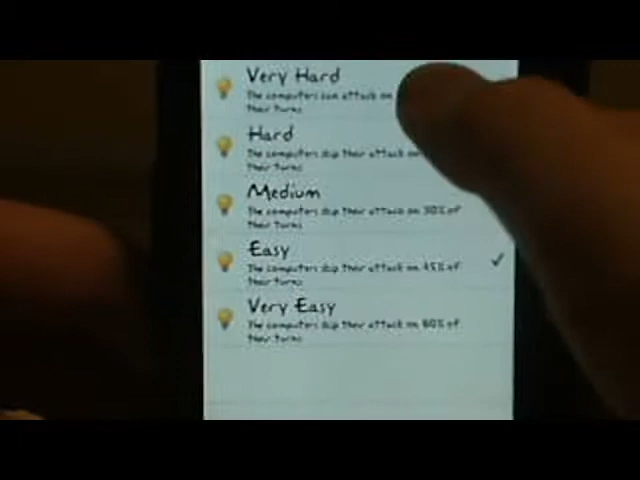 Very Hard
The computers can attack on
their turns
Hard
The computers skip their attack on
their turns
Medium
The computers skip their attack on 30% of
their turns
Easy
The computers skip their attack on 45% of
their turns
Very Easy
The computers skip their attack on 60% of
their turns